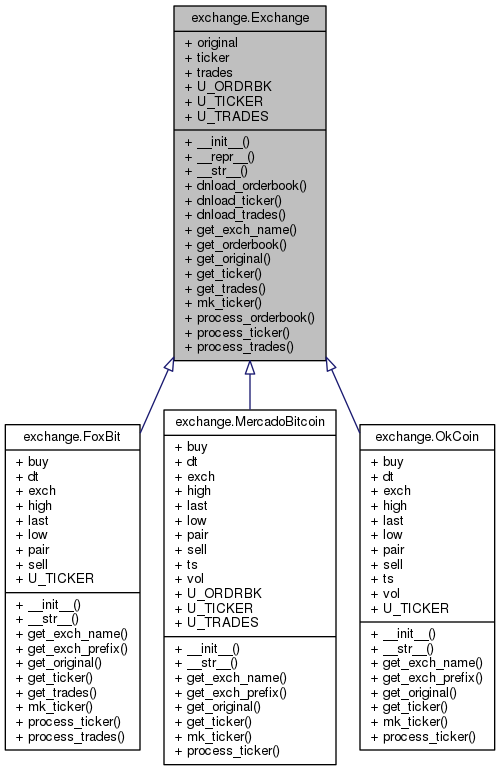 exchange.Exchange
+ original
+ ticker
+ trades
+ U_ORDRBK
+ U_TICKER
+ U_TRADES
+ __init__()
+ __repr__()
+ __str__()
+ dnload_orderbook()
+ dnload_ticker()
+ dnload_trades()
+ get_exch_name()
+ get_orderbook()
+ get_original()
+ get_ticker()
+ get_trades()
+ mk_ticker()
+ process_orderbook()
+ process_ticker()
+ process_trades()
exchange.FoxBit
+ buy
+ dt
+ exch
+ high
+ last
+ low
+ pair
+ sell
+ U_TICKER
+ __init__()
+ __str__()
+ get_exch_name()
+ get_exch_prefix()
+ get_original()
+ get_ticker()
+ get_trades()
+ mk_ticker()
+ process_ticker()
+ process_trades()
exchange.MercadoBitcoin
+ buy
+ dt
+ exch
+ high
+ last
+ low
+ pair
+ sell
+ ts
+ vol
+ U_ORDRBK
+ U_TICKER
+ U_TRADES
+ __init__()
+ __str__()
+ get_exch_name()
+ get_exch_prefix()
+ get_original()
+ get_ticker()
+ mk_ticker()
+ process_ticker()
exchange.OkCoin
+ buy
+ dt
+ exch
+ high
+ last
+ low
+ pair
+ sell
+ ts
+ vol
+ U_TICKER
+ __init__()
+ __str__()
+ get_exch_name()
+ get_exch_prefix()
+ get_original()
+ get_ticker()
+ mk_ticker()
+ process_ticker()